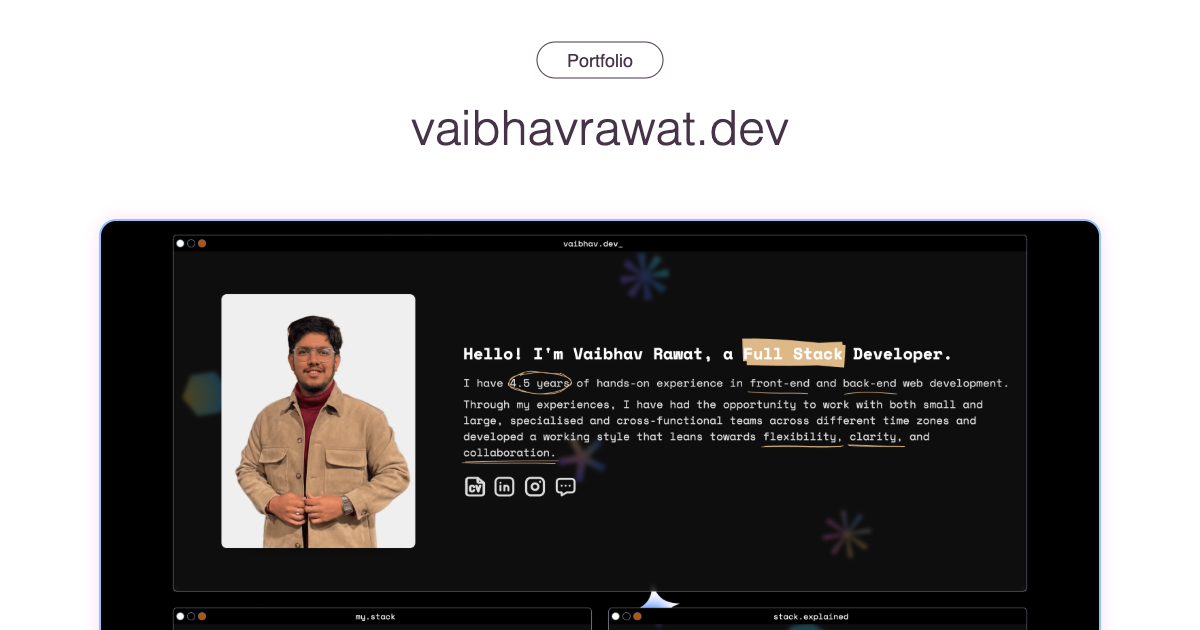 Portfolio
vaibhavrawat.dev
vaibhav.dev_
Hello! I'm Vaibhav Rawat, a Full Stack Developer.
I have 4.5 years of hands-on experience in front-end and back-end web development.
Through my experiences, I have had the opportunity to work with both small and
large, specialised and cross-functional teams across different time zones and
developed a working style that leans towards flexibility, clarity, and
collaboration.
CV in
my.stack
stack.explained